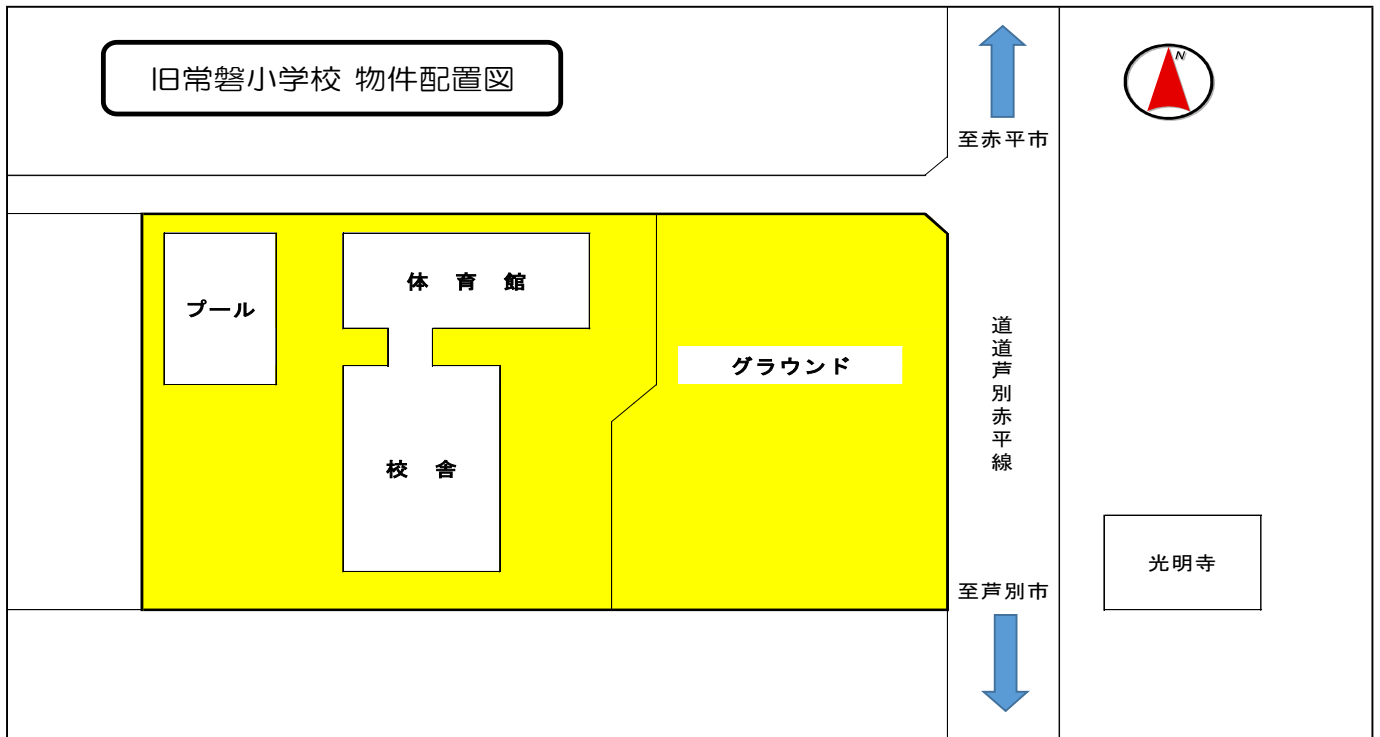 旧常磐小学校 物件配置図
N
至赤平市
体 育 館
プール
グラウンド
道道芦別赤平線
校 舎
光明寺
至芦別市